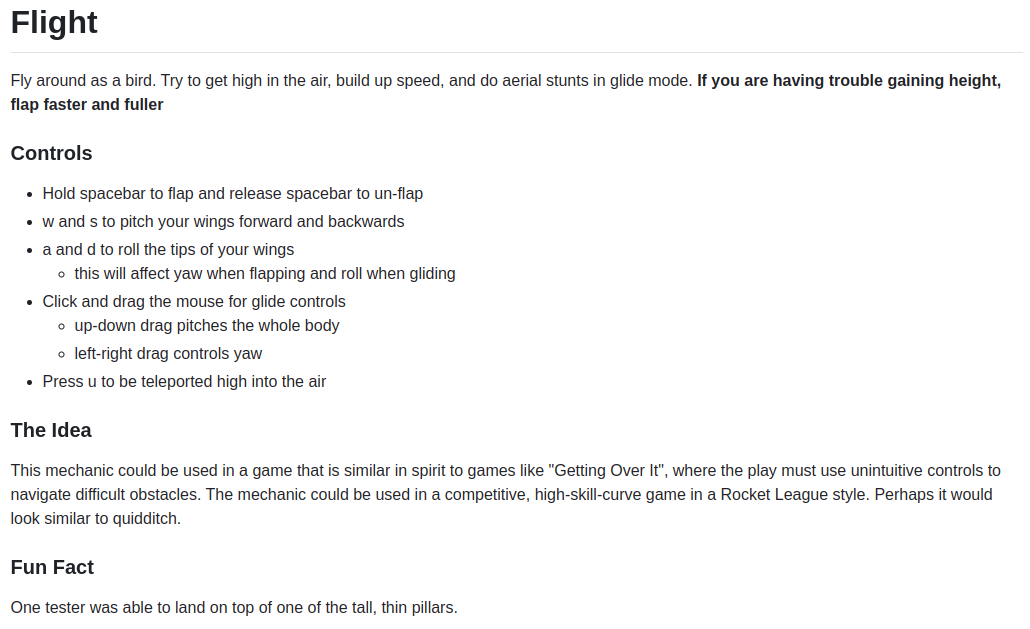 Flight
Fly around as a bird. Try to get high in the air, build up speed, and do aerial stunts in glide mode. If you are having trouble gaining height,
flap faster and fuller
Controls
Hold spacebar to flap and release spacebar to un-flap
w and s to pitch your wings forward and backwards
a and d to roll the tips of your wings
this will affect yaw when flapping and roll when gliding
Click and drag the mouse for glide controls
up-down drag pitches the whole body
left-right drag controls yaw
Press u to be teleported high into the air
The Idea
This mechanic could be used in a game that is similar in spirit to games like "Getting Over It", where the play must use unintuitive controls to
navigate difficult obstacles. The mechanic could be used in a competitive, high-skill-curve game in a Rocket League style. Perhaps it would
look similar to quidditch.
Fun Fact
One tester was able to land on top of one of the tall, thin pillars.